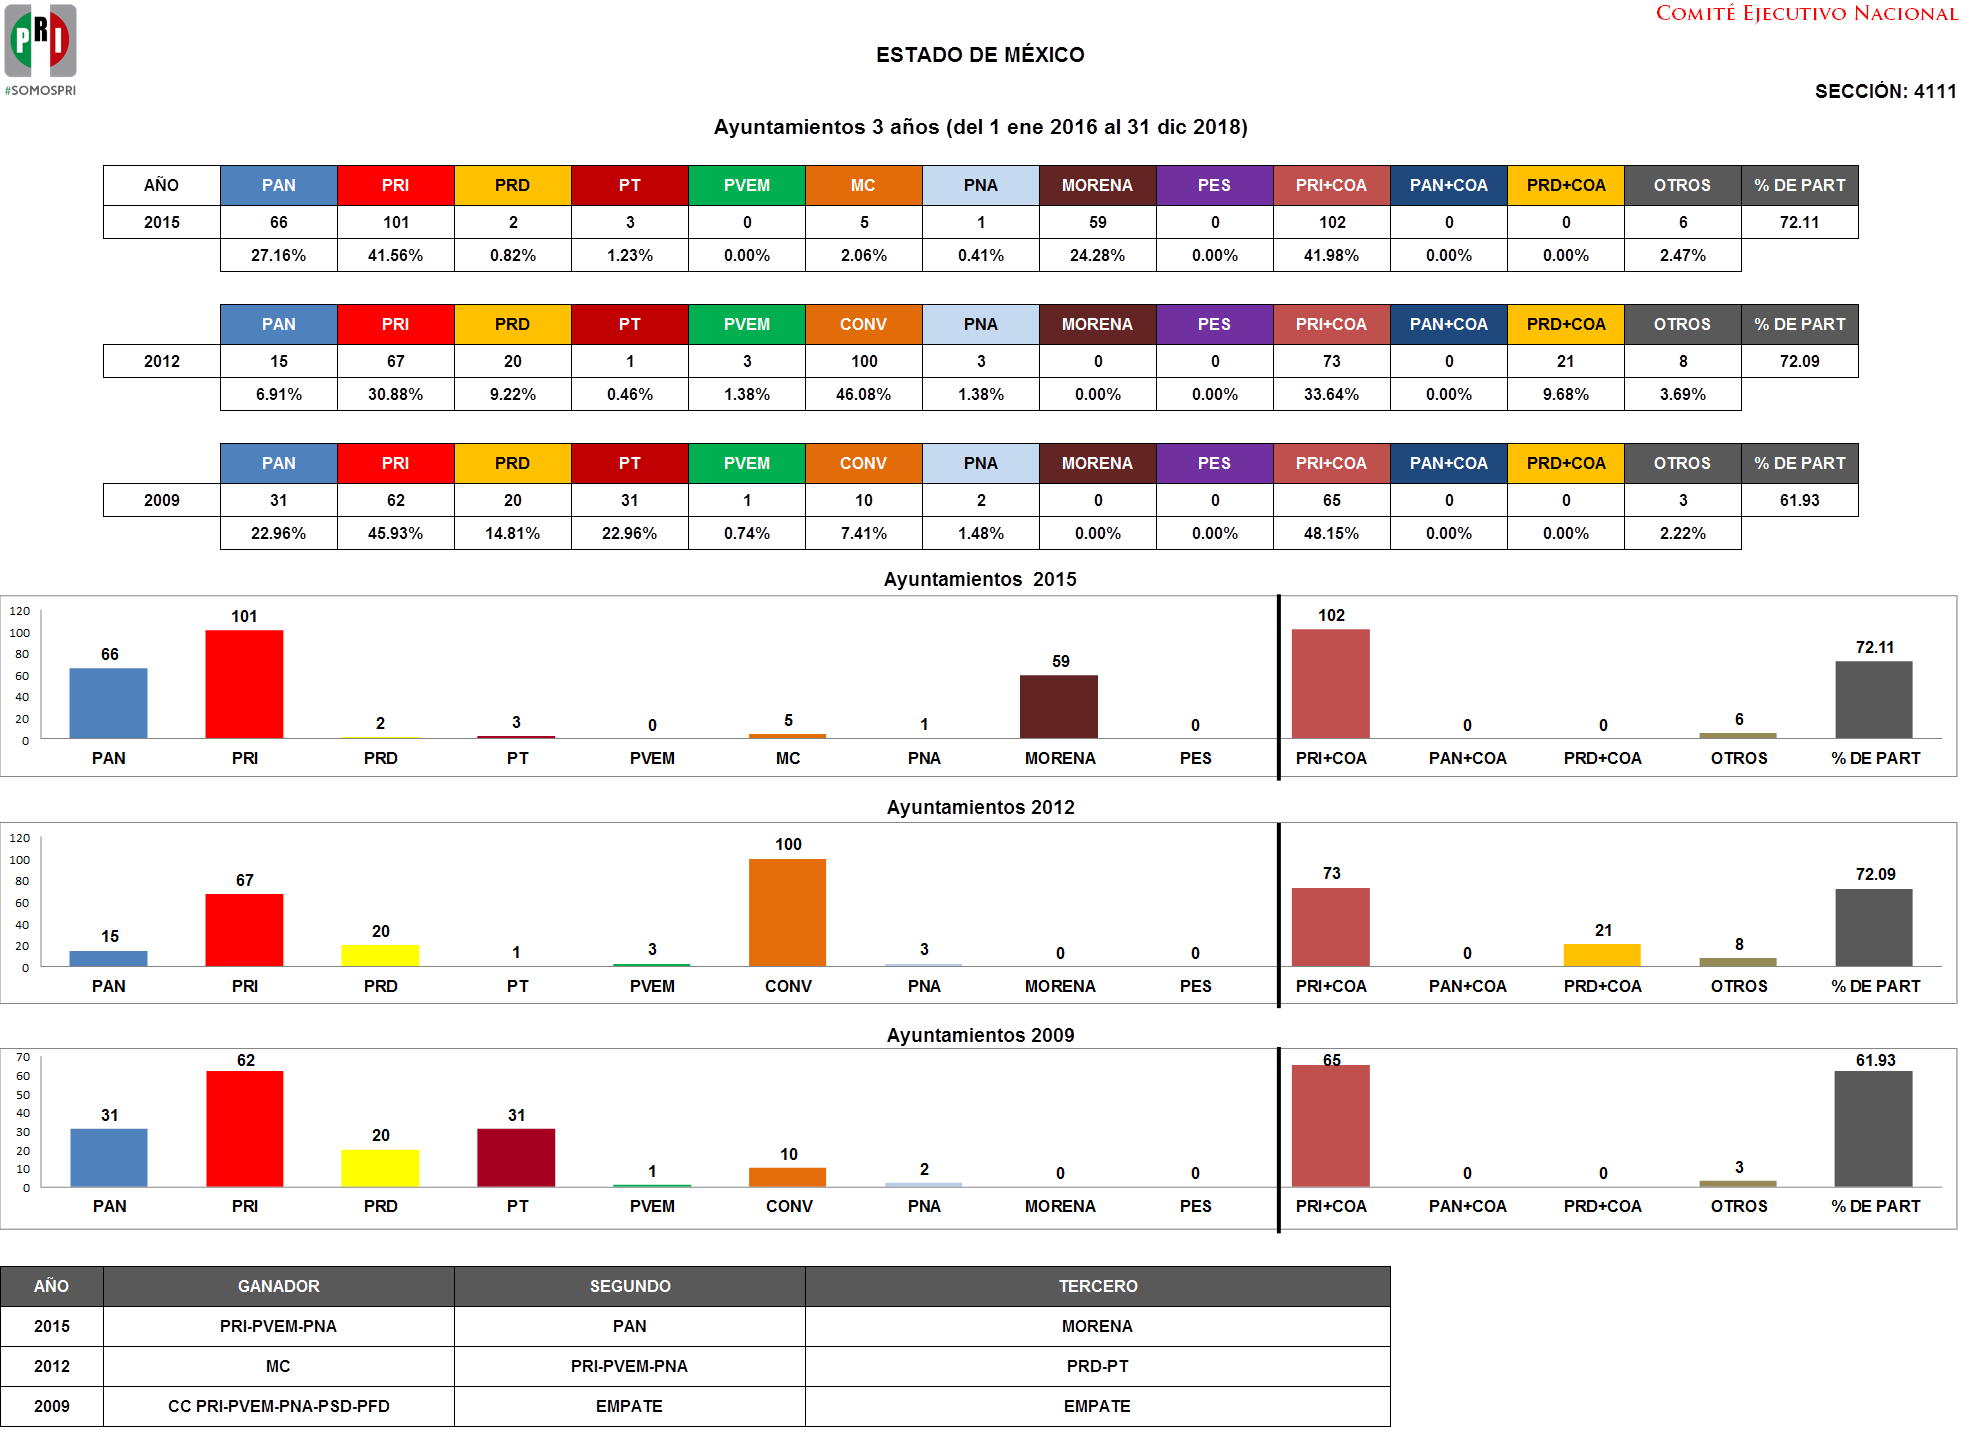 PRI
#SOMOSPRI
COMITÉ EJECUTIVO NACIONAL
ESTADO DE MÉXICO
SECCIÓN: 4111
Ayuntamientos 3 años (del 1 ene 2016 al 31 dic 2018)
AÑO PAN PRI PRD PT PVEM MC PNA MORENA PES PRI+COA PAN+COA PRD+COA OTROS % DE PART
2015 66 101 2 3 0 5 1 59 0 102 0 0 6 72.11
27.16% 41.56% 0.82% 1.23% 0.00% 2.06% 0.41% 24.28% 0.00% 41.98% 0.00% 0.00% 2.47%
PAN PRI PRD PT PVEM CONV PNA MORENA PES PRI+COA PAN+COA PRD+COA OTROS % DE PART
2012 15 67 20 1 3 100 3 0 0 73 0 21 8 72.09
6.91% 30.88% 9.22% 0.46% 1.38% 46.08% 1.38% 0.00% 0.00% 33.64% 0.00% 9.68% 3.69%
PAN PRI PRD PT PVEM CONV PNA MORENA PES PRI+COA PAN+COA PRD+COA OTROS % DE PART
2009 31 62 20 31 1 10 2 0 0 65 0 0 3 61.93
22.96% 45.93% 14.81% 22.96% 0.74% 7.41% 1.48% 0.00% 0.00% 48.15% 0.00% 0.00% 2.22%
Ayuntamientos 2015
120
100
80
60
40
20
0
66 101 2 3 0 5 1 59 0 102 0 0 6 72.11
PAN PRI PRD PT PVEM MC PNA MORENA PES PRI+COA PAN+COA PRD+COA OTROS % DE PART
Ayuntamientos 2012
120
100
80
60
40
20
0
15 67 20 1 3 100 3 0 0 73 0 21 8 72.09
PAN PRI PRD PT PVEM CONV PNA MORENA PES PRI+COA PAN+COA PRD+COA OTROS % DE PART
Ayuntamientos 2009
70
60
50
40
30
20
10
0
31 62 20 31 1 10 2 0 0 65 0 0 3 61.93
PAN PRI PRD PT PVEM CONV PNA MORENA PES PRI+COA PAN+COA PRD+COA OTROS % DE PART
AÑO GANADOR SEGUNDO TERCERO
2015 PRI-PVEM-PNA PAN MORENA
2012 MC PRI-PVEM-PNA PRD-PT
2009 CC PRI-PVEM-PNA-PSD-PFD EMPATE EMPATE